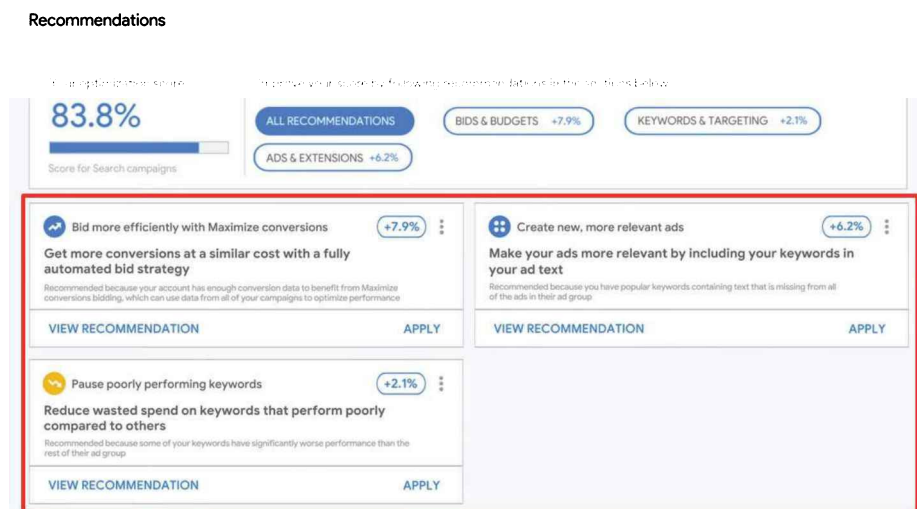 Recommendations
83.8%
Score for Search campaigns
ALL RECOMMENDATIONS
BIDS & BUDGETS +7.9%
KEYWORDS & TARGETING +2.1%
ADS & EXTENSIONS +6.2%
Bid more efficiently with Maximize conversions +7.9%
Get more conversions at a similar cost with a fully
automated bid strategy
Recommended because your account has enough conversion data to benefit from Maximize
conversions bidding, which can use data from all of your campaigns to optimize performance
VIEW RECOMMENDATION APPLY
Create new, more relevant ads +6.2%
Make your ads more relevant by including your keywords in
your ad text
Recommended because you have popular keywords containing text that is missing from all
of the ads in their ad group
VIEW RECOMMENDATION APPLY
Pause poorly performing keywords +2.1%
Reduce wasted spend on keywords that perform poorly
compared to others
Recommended because some of your keywords have significantly worse performance than the
rest of their ad group
VIEW RECOMMENDATION APPLY